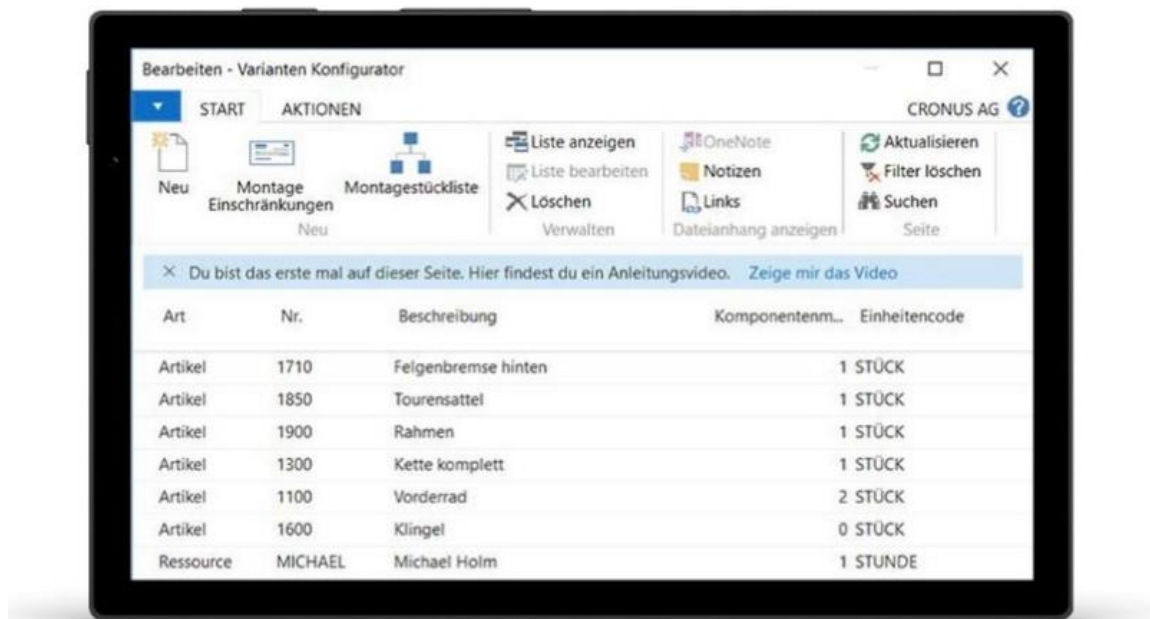 Bearbeiten - Varianten Konfigurator
START AKTIONEN CRONUS AG ?
Neu
Montage Einschränkungen
Montagestückliste
Neu
Liste anzeigen
Liste bearbeiten
Löschen
Verwalten
OneNote
Notizen
Links
Dateianhang anzeigen
Aktualisieren
Filter löschen
Suchen
Seite
Du bist das erste mal auf dieser Seite. Hier findest du ein Anleitungsvideo. Zeige mir das Video
Art Nr. Beschreibung Komponentenm... Einheitencode
Artikel 1710 Felgenbremse hinten 1 STÜCK
Artikel 1850 Tourensattel 1 STÜCK
Artikel 1900 Rahmen 1 STÜCK
Artikel 1300 Kette komplett 1 STÜCK
Artikel 1100 Vorderrad 2 STÜCK
Artikel 1600 Klingel 0 STÜCK
Ressource MICHAEL Michael Holm 1 STUNDE